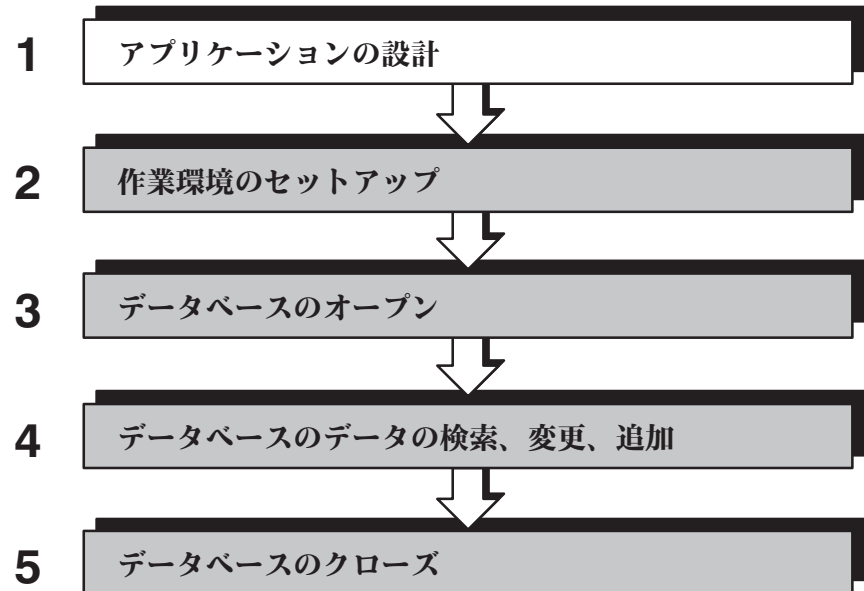 1 アプリケーションの設計
2 作業環境のセットアップ
3 データベースのオープン
4 データベースのデータの検索、変更、追加
5 データベースのクローズ